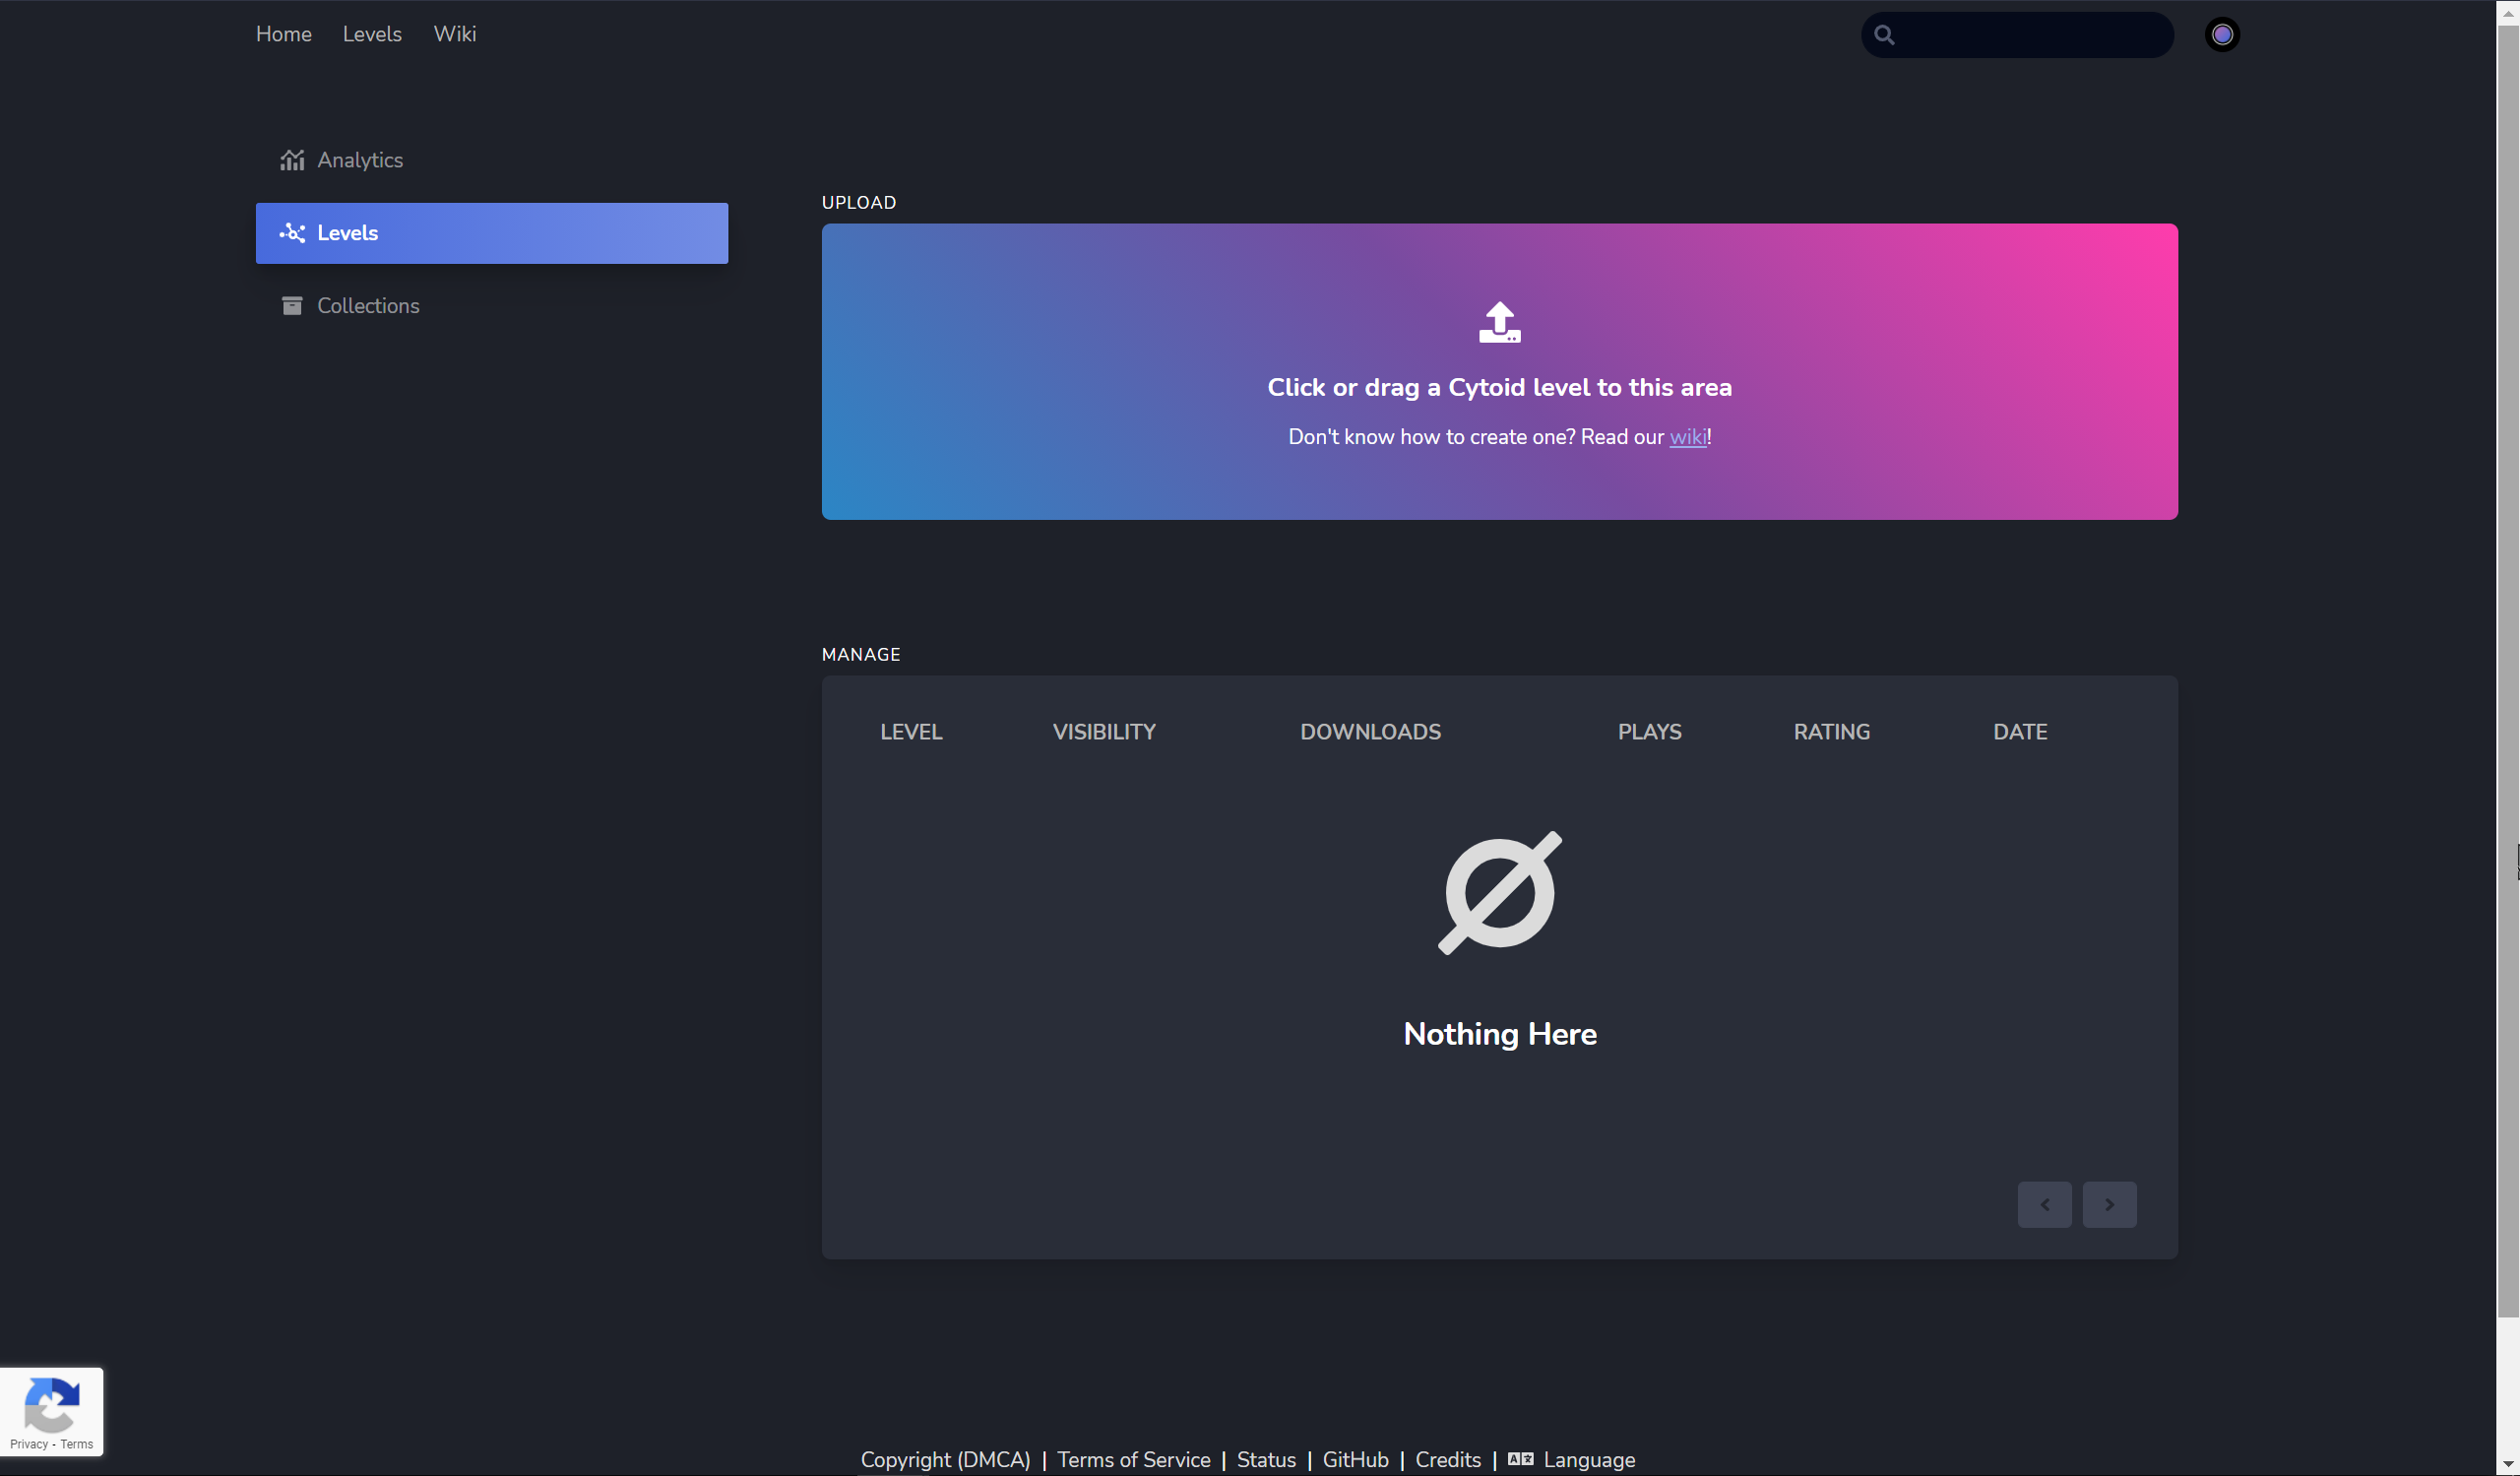 Home Levels Wiki
Analytics
Levels
Collections
UPLOAD
Click or drag a Cytoid level to this area
Don't know how to create one? Read our wiki!
MANAGE
LEVEL VISIBILITY DOWNLOADS PLAYS RATING DATE
Nothing Here
Privacy - Terms
Copyright (DMCA) | Terms of Service | Status | GitHub | Credits | Language